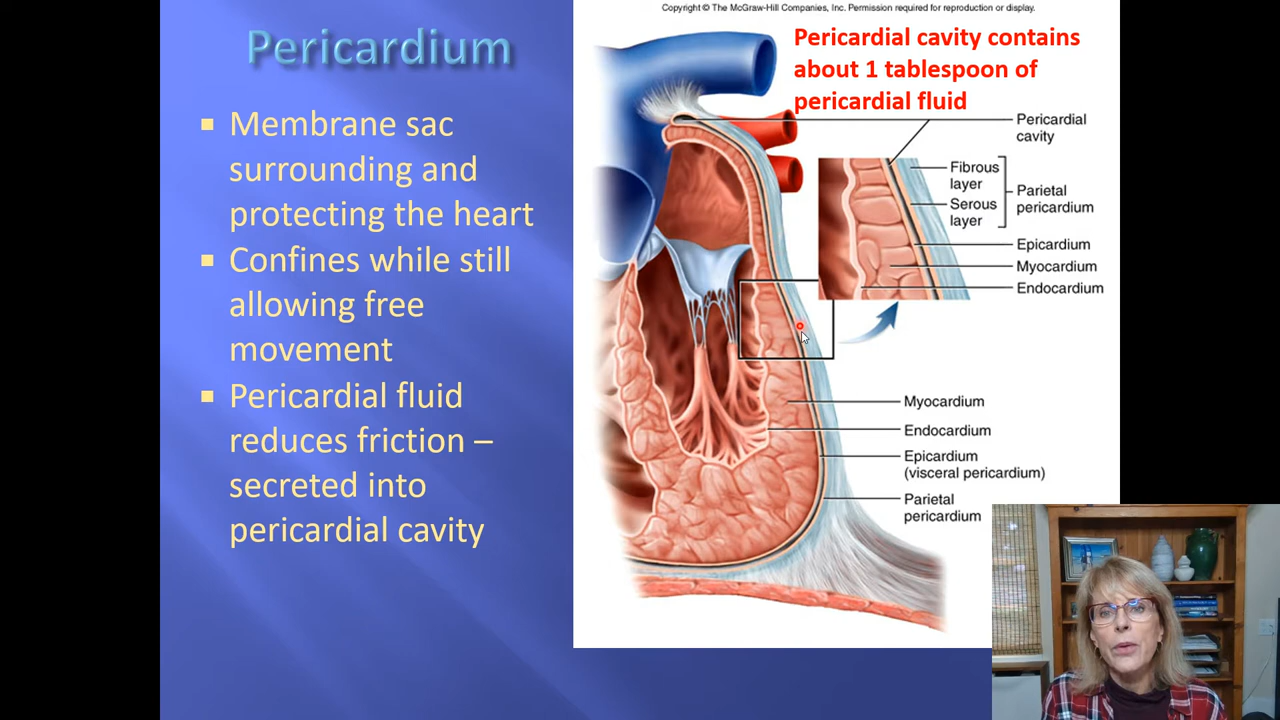 Copyright © The McGraw-Hill Companies, Inc. Permission required for reproduction or display.
Pericardium
▪ Membrane sac
surrounding and
protecting the heart
▪ Confines while still
allowing free
movement
▪ Pericardial fluid
reduces friction –
secreted into
pericardial cavity
Pericardial cavity contains
about 1 tablespoon of
pericardial fluid
Pericardial
cavity
Fibrous
layer
Serous
layer
Parietal
pericardium
Epicardium
Myocardium
Endocardium
Myocardium
Endocardium
Epicardium
(visceral pericardium)
Parietal
pericardium